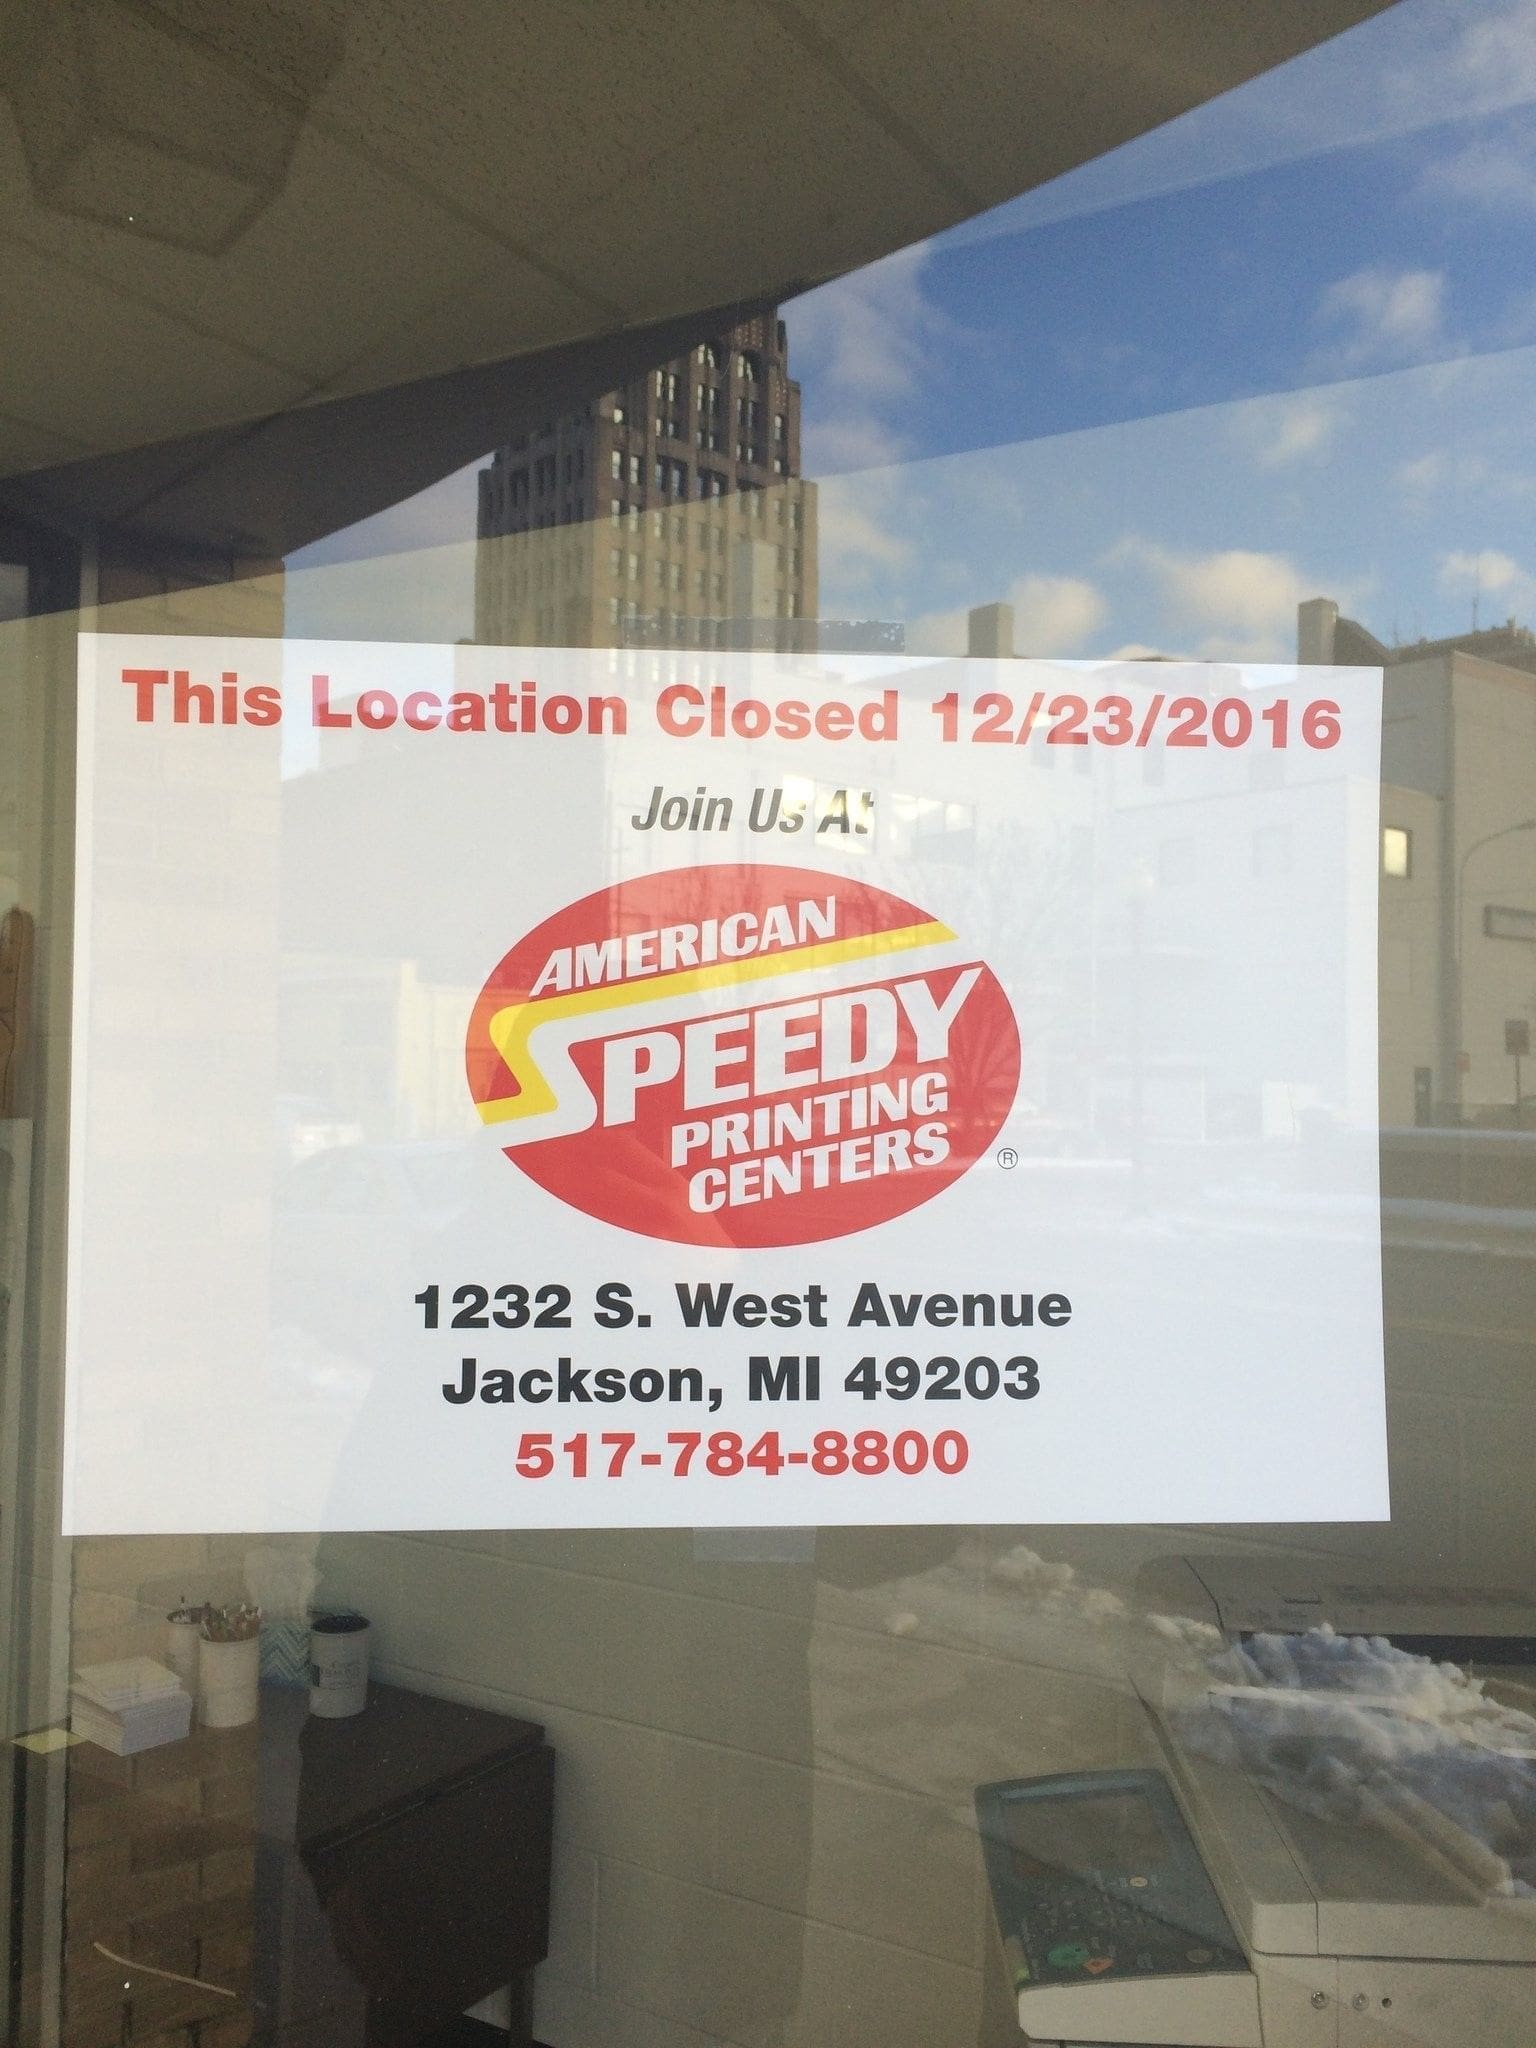 This Location Closed 12/23/2016
Join Us At
AMERICAN
SPEEDY
PRINTING
CENTERS ®
1232 S. West Avenue
Jackson, MI 49203
517-784-8800